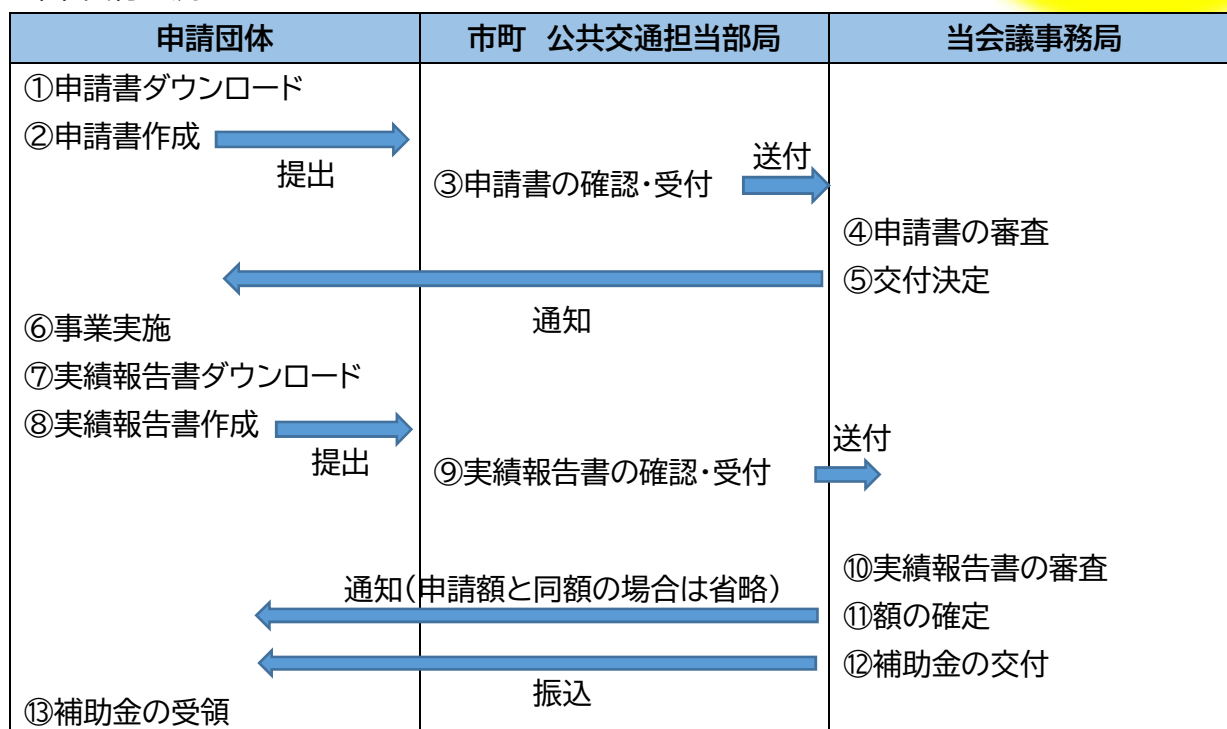 申請団体
市町 公共交通担当部局
当会議事務局
①申請書ダウンロード
②申請書作成
提出
③申請書の確認・受付
送付
④申請書の審査
⑤交付決定
通知
⑥事業実施
⑦実績報告書ダウンロード
⑧実績報告書作成
提出
⑨実績報告書の確認・受付
送付
⑩実績報告書の審査
通知（申請額と同額の場合は省略）
⑪額の確定
⑫補助金の交付
振込
⑬補助金の受領